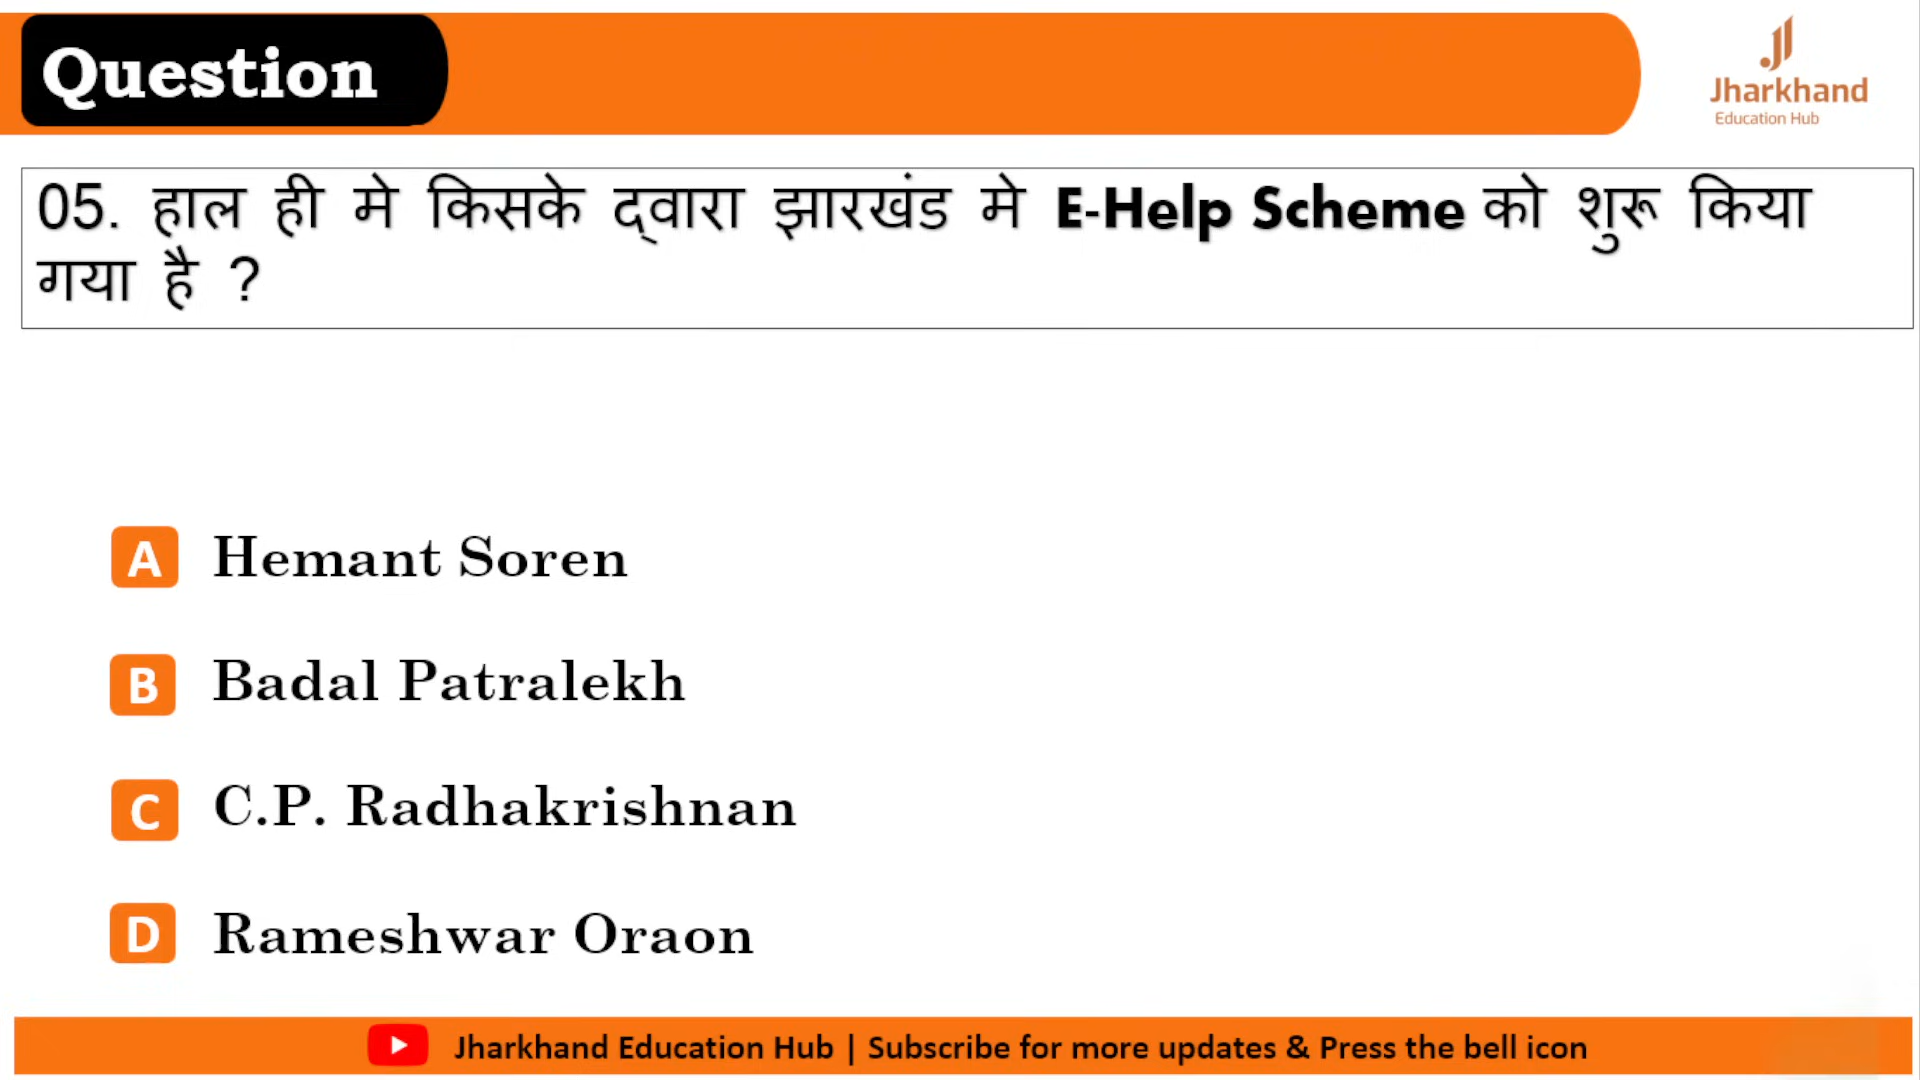 Question
Jharkhand
Education Hub
05. हाल ही मे किसके द्‌वारा झारखंड मे E-Help Scheme को शुरू किया
गया है ?
A Hemant Soren
B Badal Patralekh
C C.P. Radhakrishnan
D Rameshwar Oraon
Jharkhand Education Hub | Subscribe for more updates & Press the bell icon